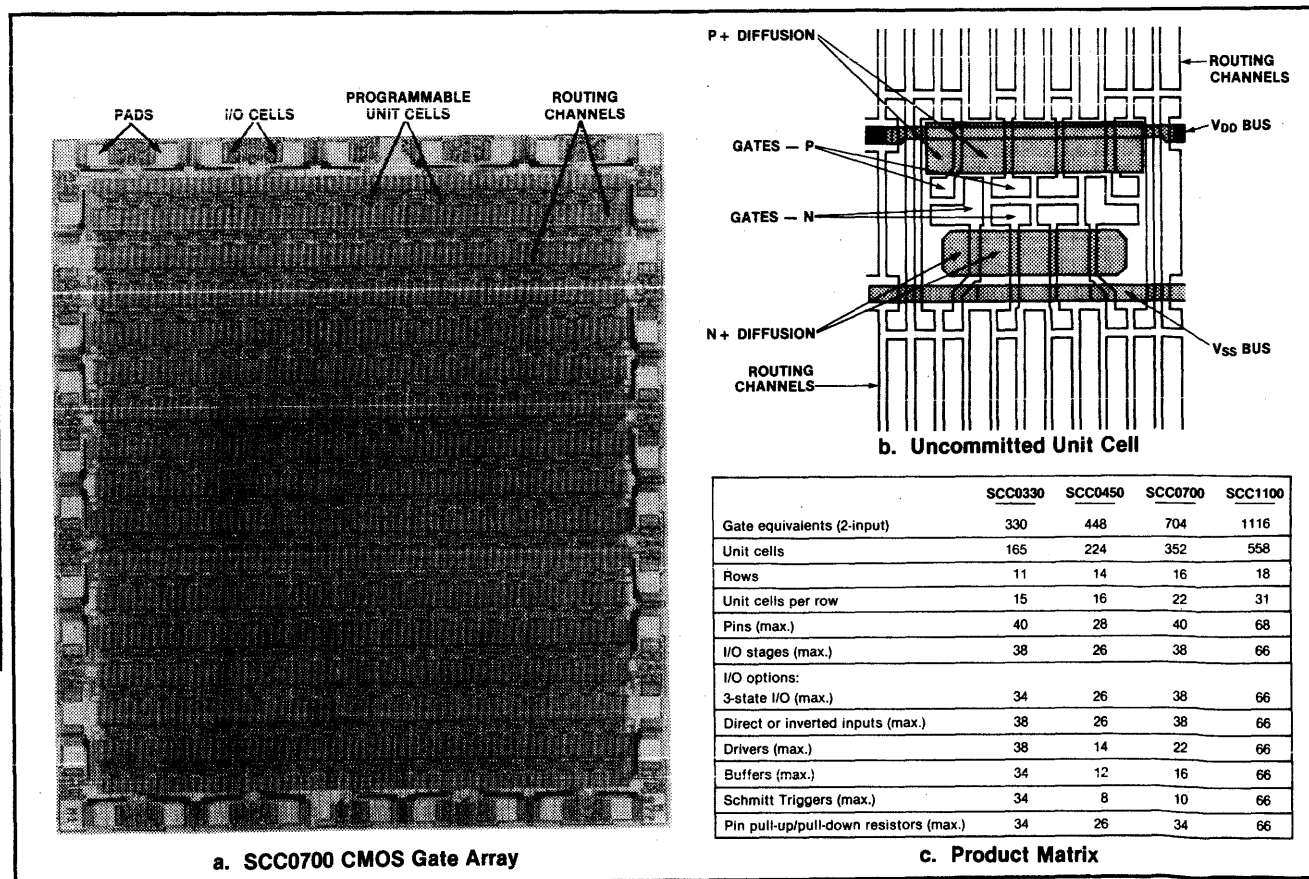 PADS
I/O CELLS
PROGRAMMABLE
UNIT CELLS
ROUTING
CHANNELS
a. SCC0700 CMOS Gate Array
P+ DIFFUSION
ROUTING
CHANNELS
VDD BUS
GATES — P
GATES — N
N+ DIFFUSION
VSS BUS
ROUTING
CHANNELS
b. Uncommitted Unit Cell
SCC0330 SCC0450 SCC0700 SCC1100
Gate equivalents (2-input) 330 448 704 1116
Unit cells 165 224 352 558
Rows 11 14 16 18
Unit cells per row 15 16 22 31
Pins (max.) 40 28 40 68
I/O stages (max.) 38 26 38 66
I/O options:
3-state I/O (max.) 34 26 38 66
Direct or inverted inputs (max.) 38 26 38 66
Drivers (max.) 38 14 22 66
Buffers (max.) 34 12 16 66
Schmitt Triggers (max.) 34 8 10 66
Pin pull-up/pull-down resistors (max.) 34 26 34 66
c. Product Matrix